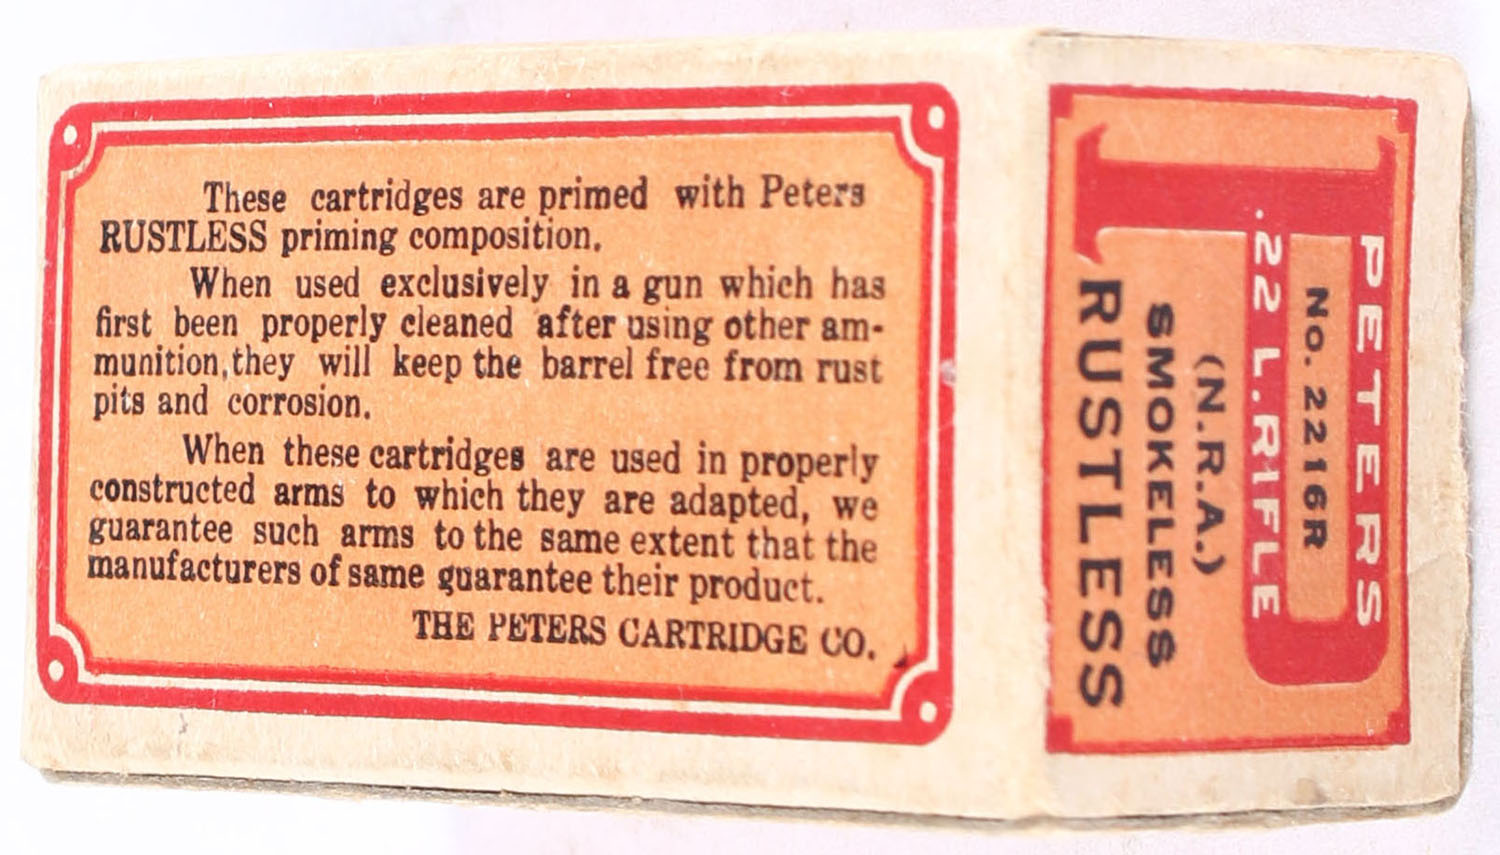 These cartridges are primed with Peters
RUSTLESS priming composition.
When used exclusively in a gun which has
first been properly cleaned after using other am-
munition, they will keep the barrel free from rust
pits and corrosion.
When these cartridges are used in properly
constructed arms to which they are adapted, we
guarantee such arms to the same extent that the
manufacturers of same guarantee their product.
THE PETERS CARTRIDGE CO.
P
PETERS
No. 2216R
.22 L.RIFLE
(N.R.A.)
SMOKELESS
RUSTLESS